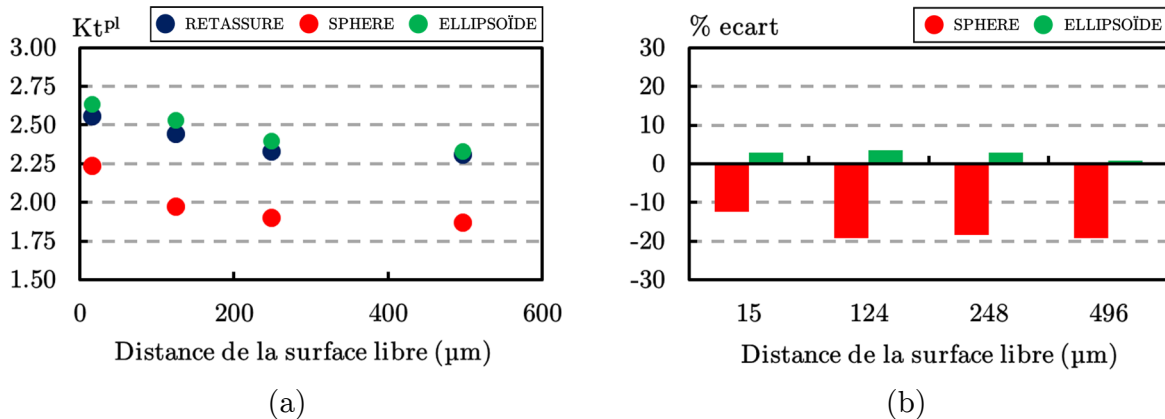 Kt^pl RETASSURE SPHERE ELLIPSOÏDE
3.00
2.75
2.50
2.25
2.00
1.75
1.50
0 200 400 600
Distance de la surface libre (µm)
(a)
% ecart SPHERE ELLIPSOÏDE
30
20
10
0
-10
-20
-30
15 124 248 496
Distance de la surface libre (µm)
(b)